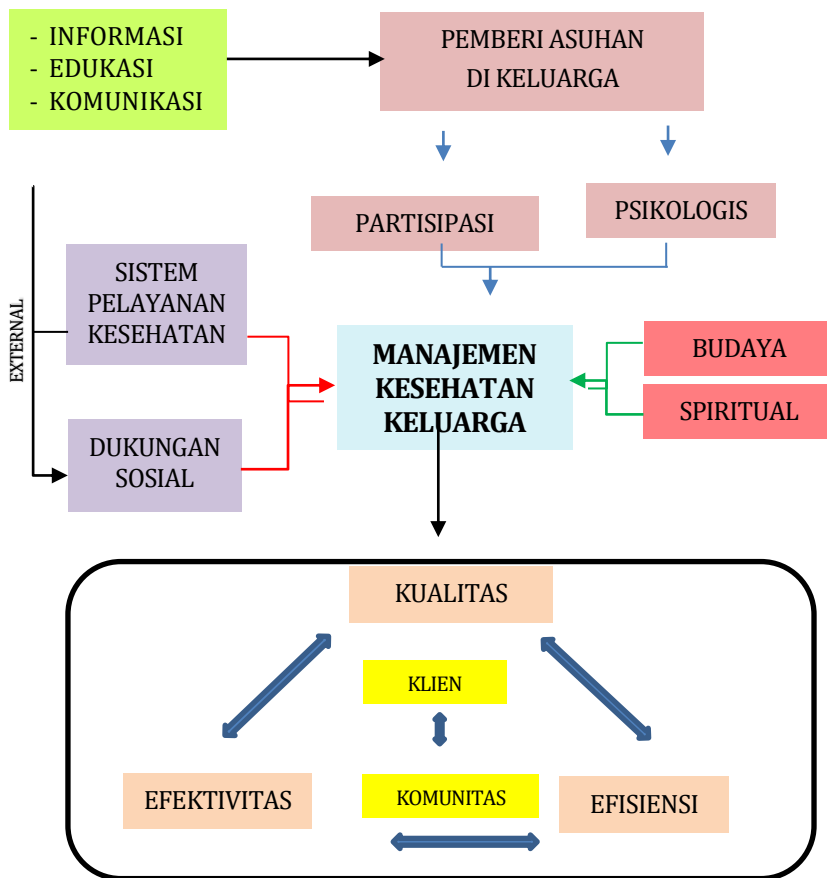 - INFORMASI
- EDUKASI
- KOMUNIKASI
PEMBERI ASUHAN
DI KELUARGA
PARTISIPASI
PSIKOLOGIS
EXTERNAL
SISTEM
PELAYANAN
KESEHATAN
MANAJEMEN
KESEHATAN
KELUARGA
BUDAYA
SPIRITUAL
DUKUNGAN
SOSIAL
KUALITAS
KLIEN
EFEKTIVITAS
KOMUNITAS
EFISIENSI